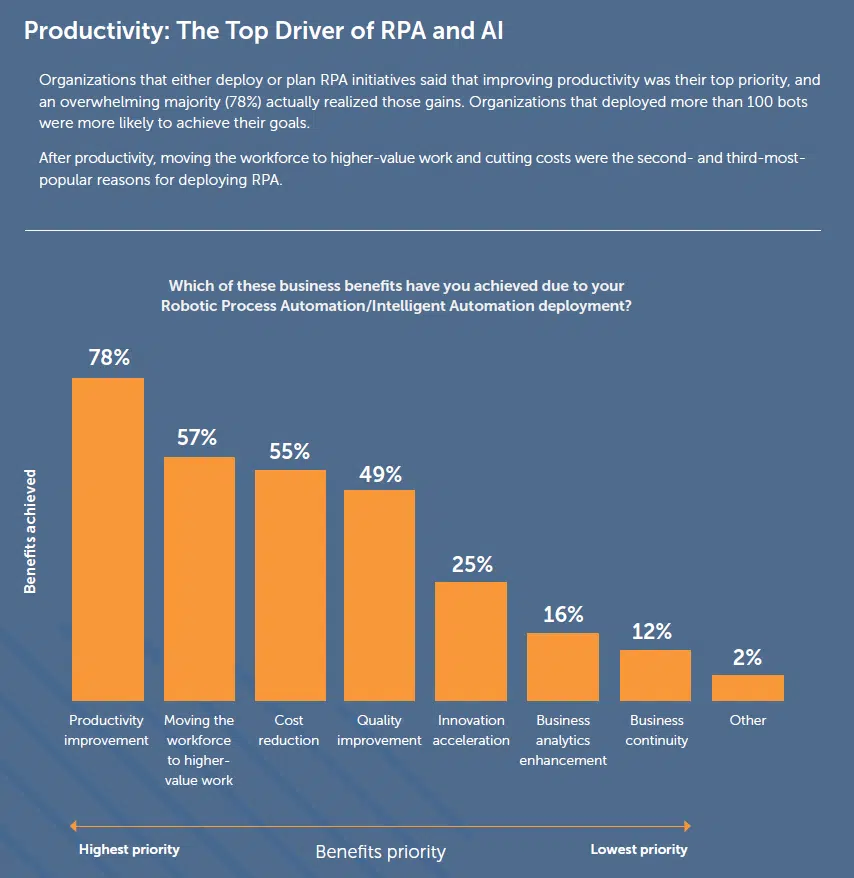 Productivity: The Top Driver of RPA and AI
Organizations that either deploy or plan RPA initiatives said that improving productivity was their top priority, and
an overwhelming majority (78%) actually realized those gains. Organizations that deployed more than 100 bots
were more likely to achieve their goals.
After productivity, moving the workforce to higher-value work and cutting costs were the second- and third-most-
popular reasons for deploying RPA.
Which of these business benefits have you achieved due to your
Robotic Process Automation/Intelligent Automation deployment?
Benefits achieved
78%
57%
55%
49%
25%
16%
12%
2%
Productivity
improvement
Moving the
workforce
to higher-
value work
Cost
reduction
Quality
improvement
Innovation
acceleration
Business
analytics
enhancement
Business
continuity
Other
Highest priority
Benefits priority
Lowest priority